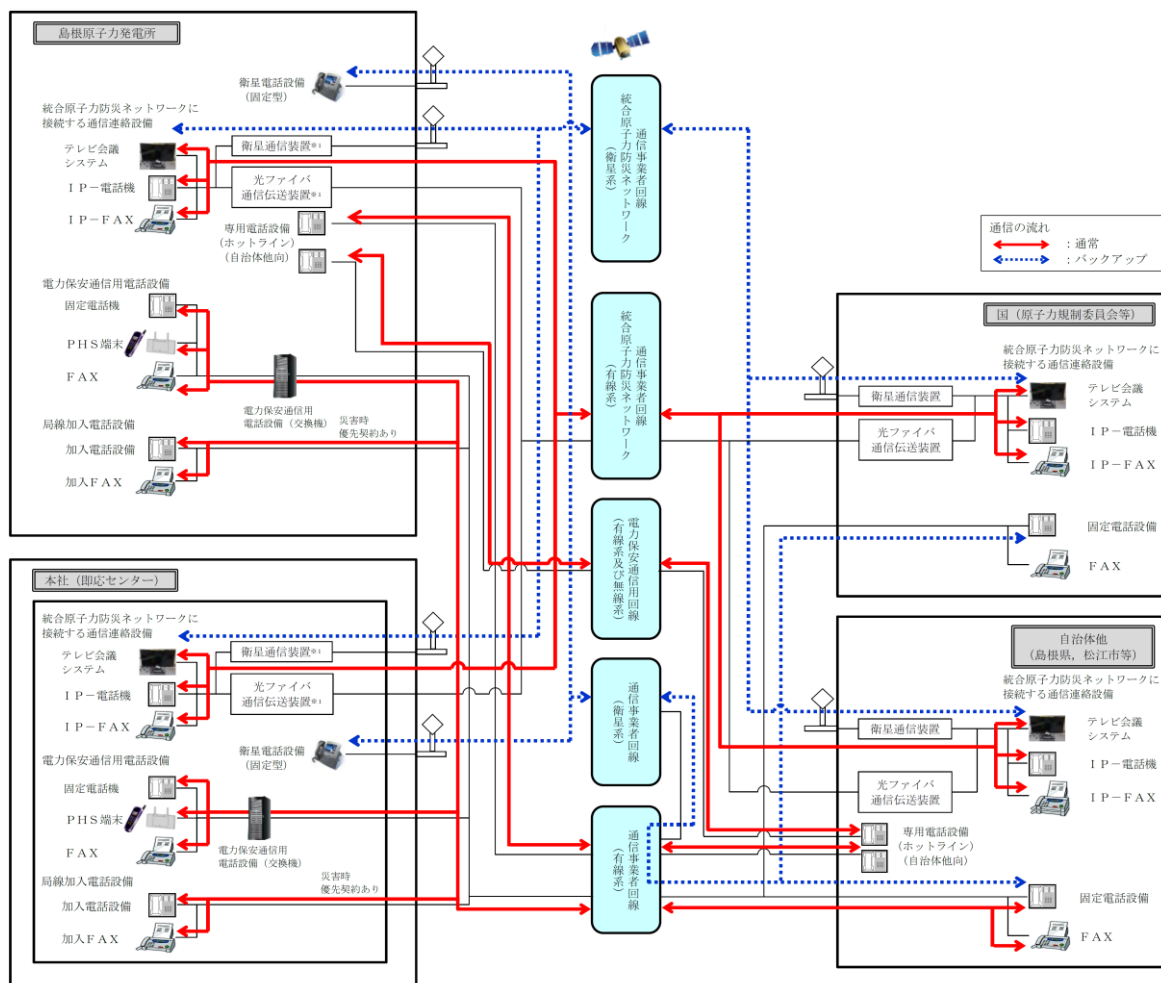 島根原子力発電所
衛星電話設備
(固定型)
統合原子力防災ネットワークに
接続する通信連絡設備
テレビ会議
システム
IP-電話機
IP-FAX
衛星通信装置※1
光ファイバ
通信伝送装置※1
専用電話設備
(ホットライン)
(自治体他向)
電力保安通信用電話設備
固定電話機
PHS端末
FAX
電力保安通信用
電話設備(交換機)
局線加入電話設備
加入電話設備
加入FAX
災害時
優先契約あり
本社(即応センター)
統合原子力防災ネットワークに
接続する通信連絡設備
テレビ会議
システム
IP-電話機
IP-FAX
衛星通信装置※1
光ファイバ
通信伝送装置※1
衛星電話設備
(固定型)
電力保安通信用電話設備
固定電話機
PHS端末
FAX
電力保安通信用
電話設備(交換機)
局線加入電話設備
加入電話設備
加入FAX
災害時
優先契約あり
通信事業者回線
統合原子力防災ネットワーク
(衛星系)
通信事業者回線
統合原子力防災ネットワーク
(有線系)
電力保安通信用回線
(有線系及び無線系)
通信事業者回線
(衛星系)
通信事業者回線
(有線系)
通信の流れ
:通常
:バックアップ
国(原子力規制委員会等)
統合原子力防災ネットワークに
接続する通信連絡設備
衛星通信装置
光ファイバ
通信伝送装置
テレビ会議
システム
IP-電話機
IP-FAX
固定電話設備
FAX
自治体他
(島根県,松江市等)
統合原子力防災ネットワークに
接続する通信連絡設備
衛星通信装置
光ファイバ
通信伝送装置
テレビ会議
システム
IP-電話機
IP-FAX
専用電話設備
(ホットライン)
(自治体他向)
固定電話設備
FAX